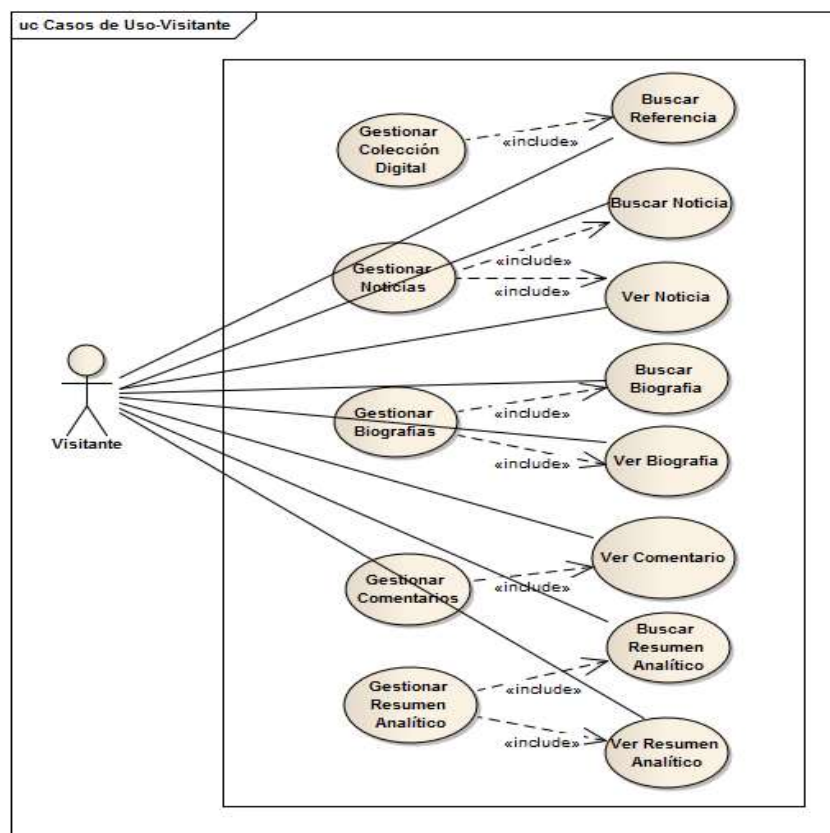 uc Casos de Uso-Visitante
Buscar
Referencia
Gestionar
Colección
Digital
«include»
Buscar Noticia
Gestionar
Noticias
«include»
«include»
Ver Noticia
Visitante
Buscar
Biografia
Gestionar
Biografias
«include»
«include»
Ver Biografia
Ver Comentario
Gestionar
Comentarios
«include»
Buscar
Resumen
Analítico
Gestionar
Resumen
Analítico
«include»
«include»
Ver Resumen
Analítico